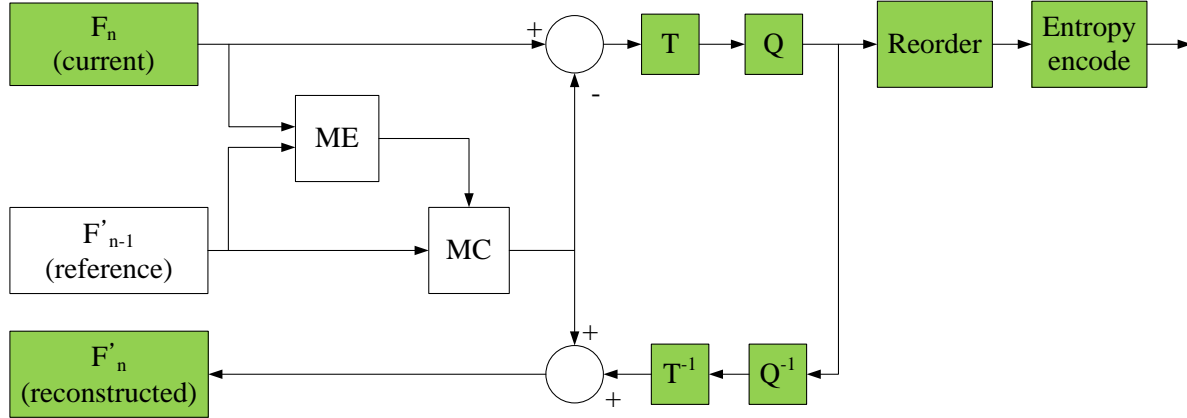 Fn
(current)
+
T
Q
Reorder
Entropy
encode
-
ME
F'n-1
(reference)
MC
F'n
(reconstructed)
+
+
T-1
Q-1